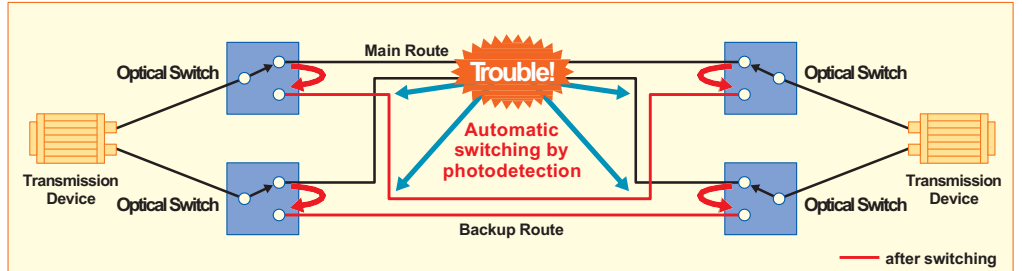 Main Route
Trouble!
Optical Switch
Optical Switch
Automatic
switching by
photodetection
Transmission
Device
Transmission
Device
Optical Switch
Optical Switch
Backup Route
after switching